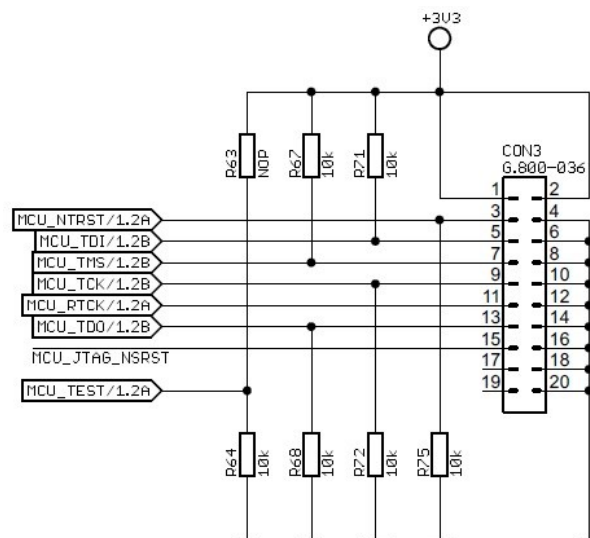 +3V3
CON3
G.800-036
R63 NOP
R67 10k
R71 10k
1 2
MCU_NTRST/1.2A 3 4
MCU_TDI/1.2B 5 6
MCU_TMS/1.2B 7 8
MCU_TCK/1.2B 9 10
MCU_RTCK/1.2A 11 12
MCU_TDO/1.2B 13 14
MCU_JTAG_NSRST 15 16
17 18
MCU_TEST/1.2A 19 20
R64 10k
R68 10k
R72 10k
R75 10k